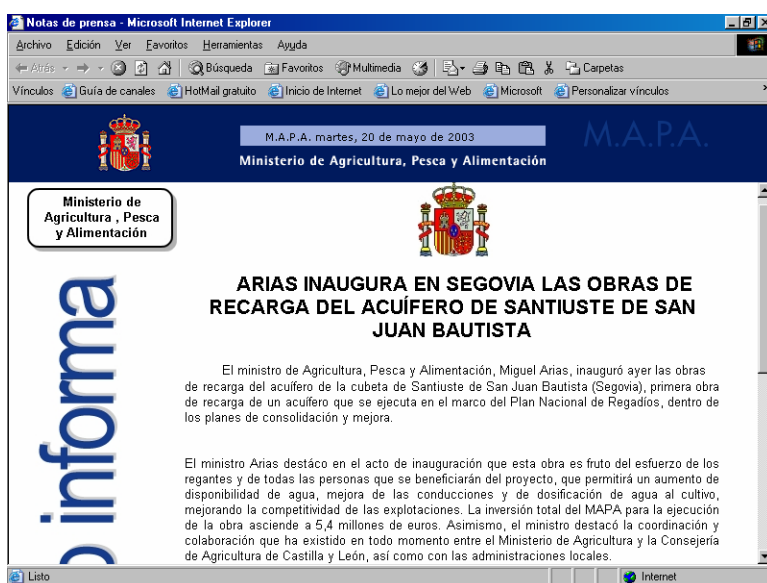 Notas de prensa - Microsoft Internet Explorer
Archivo Edición Ver Favoritos Herramientas Ayuda
Atrás Búsqueda Favoritos Multimedia Carpetas
Vínculos Guía de canales HotMail gratuito Inicio de Internet Lo mejor del Web Microsoft Personalizar vínculos
M.A.P.A. martes, 20 de mayo de 2003
M.A.P.A.
Ministerio de Agricultura, Pesca y Alimentación
Ministerio de
Agricultura , Pesca
y Alimentación
o informa
ARIAS INAUGURA EN SEGOVIA LAS OBRAS DE
RECARGA DEL ACUÍFERO DE SANTIUSTE DE SAN
JUAN BAUTISTA
El ministro de Agricultura, Pesca y Alimentación, Miguel Arias, inauguró ayer las obras
de recarga del acuífero de la cubeta de Santiuste de San Juan Bautista (Segovia), primera obra
de recarga de un acuífero que se ejecuta en el marco del Plan Nacional de Regadíos, dentro de
los planes de consolidación y mejora.
El ministro Arias destáco en el acto de inauguración que esta obra es fruto del esfuerzo de los
regantes y de todas las personas que se beneficiarán del proyecto, que permitirá un aumento de
disponibilidad de agua, mejora de las conducciones y de dosificación de agua al cultivo,
mejorando la competitividad de las explotaciones. La inversión total del MAPA para la ejecución
de la obra asciende a 5,4 millones de euros. Asimismo, el ministro destacó la coordinación y
colaboración que ha existido en todo momento entre el Ministerio de Agricultura y la Consejería
de Agricultura de Castilla y León, así como con las administraciones locales.
Listo Internet